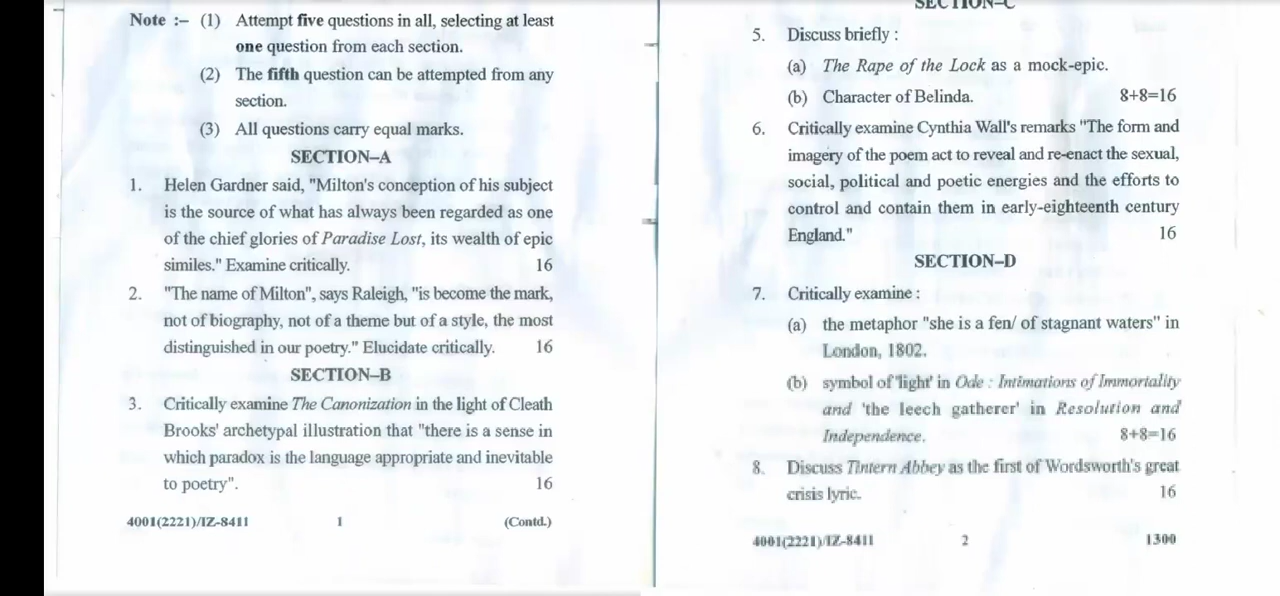 Note :– (1) Attempt five questions in all, selecting at least
one question from each section.
(2) The fifth question can be attempted from any
section.
(3) All questions carry equal marks.
SECTION–A
1. Helen Gardner said, "Milton's conception of his subject
is the source of what has always been regarded as one
of the chief glories of Paradise Lost, its wealth of epic
similes." Examine critically. 16
2. "The name of Milton", says Raleigh, "is become the mark,
not of biography, not of a theme but of a style, the most
distinguished in our poetry." Elucidate critically. 16
SECTION–B
3. Critically examine The Canonization in the light of Cleath
Brooks' archetypal illustration that "there is a sense in
which paradox is the language appropriate and inevitable
to poetry". 16
4001(2221)/IZ-8411 1 (Contd.)
SECTION–C
5. Discuss briefly :
(a) The Rape of the Lock as a mock-epic.
(b) Character of Belinda. 8+8=16
6. Critically examine Cynthia Wall's remarks "The form and
imagery of the poem act to reveal and re-enact the sexual,
social, political and poetic energies and the efforts to
control and contain them in early-eighteenth century
England." 16
SECTION–D
7. Critically examine :
(a) the metaphor "she is a fen/ of stagnant waters" in
London, 1802.
(b) symbol of 'light' in Ode : Intimations of Immortality
and 'the leech gatherer' in Resolution and
Independence. 8+8=16
8. Discuss Tintern Abbey as the first of Wordsworth's great
crisis lyric. 16
4001(2221)/IZ-8411 2 1300